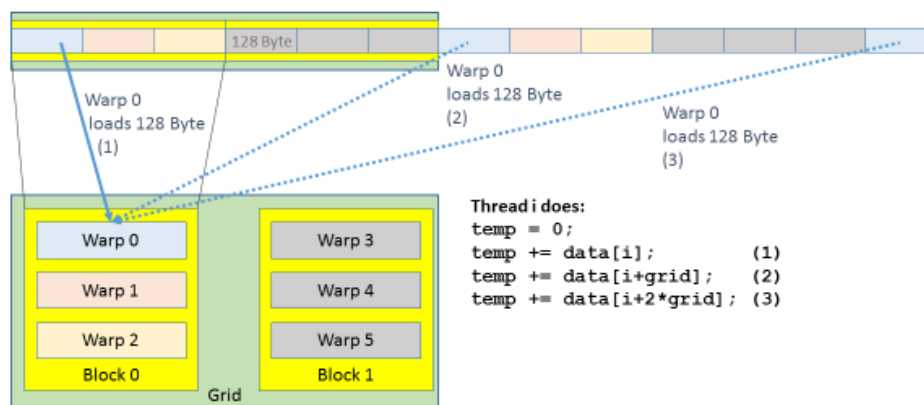 128 Byte
Warp 0
loads 128 Byte
(1)
Warp 0
loads 128 Byte
(2)
Warp 0
loads 128 Byte
(3)
Warp 0
Warp 1
Warp 2
Block 0
Grid
Warp 3
Warp 4
Warp 5
Block 1
Thread i does:
temp = 0;
temp += data[i]; (1)
temp += data[i+grid]; (2)
temp += data[i+2*grid]; (3)